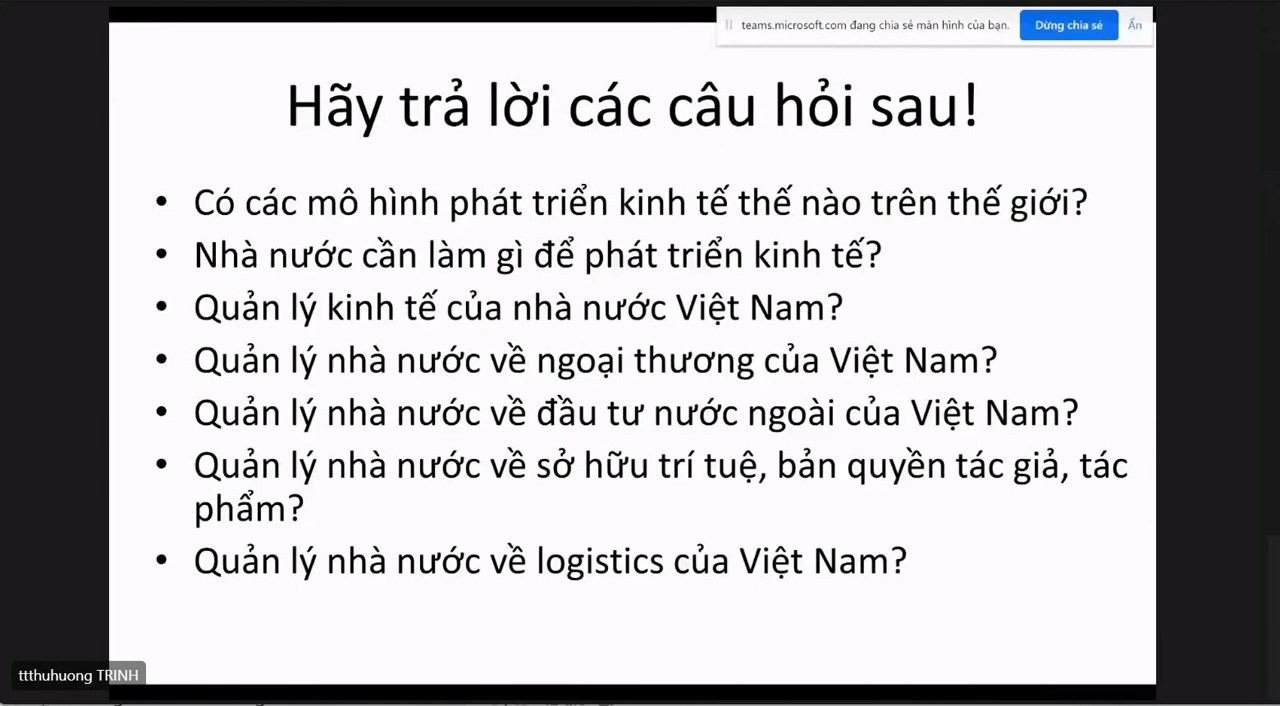 teams.microsoft.com đang chia sẻ màn hình của bạn.
Dừng chia sẻ
Ẩn
Hãy trả lời các câu hỏi sau!
• Có các mô hình phát triển kinh tế thế nào trên thế giới?
• Nhà nước cần làm gì để phát triển kinh tế?
• Quản lý kinh tế của nhà nước Việt Nam?
• Quản lý nhà nước về ngoại thương của Việt Nam?
• Quản lý nhà nước về đầu tư nước ngoài của Việt Nam?
• Quản lý nhà nước về sở hữu trí tuệ, bản quyền tác giả, tác
phẩm?
• Quản lý nhà nước về logistics của Việt Nam?
ttthuhuong TRINH